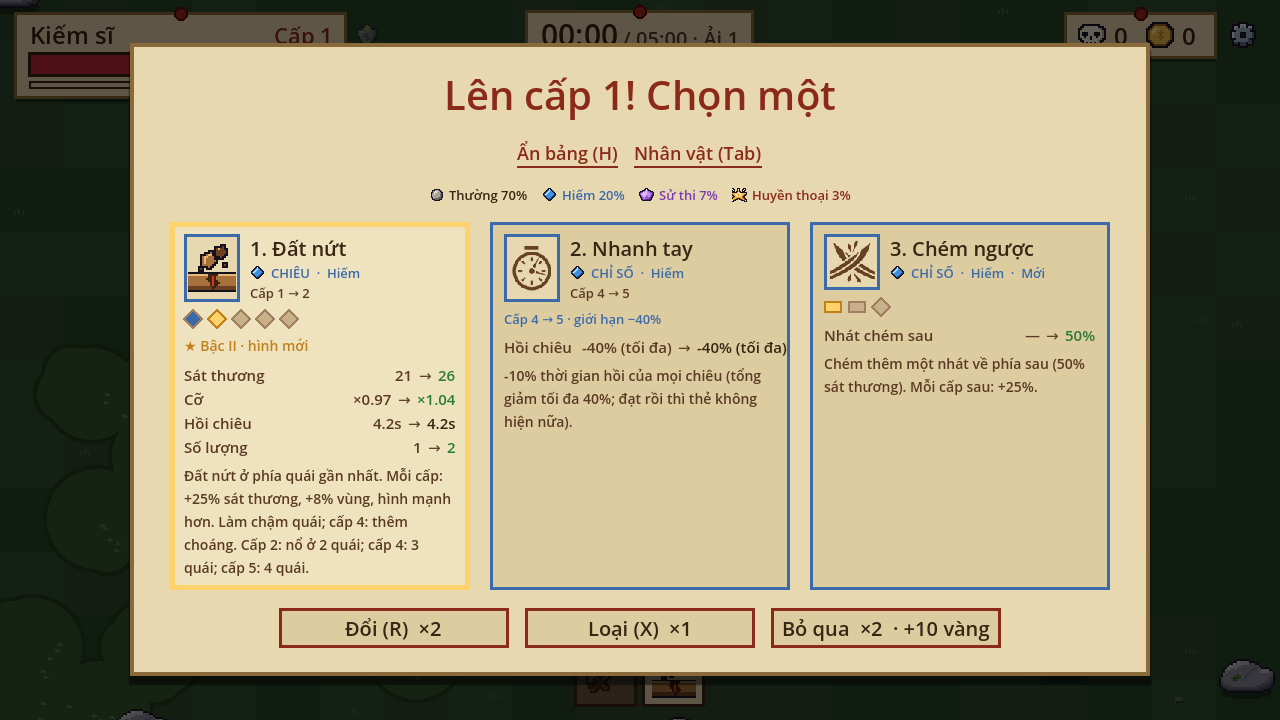 Kiếm sĩ
Cấp 1
00:00 / 05:00 · Ải 1
0
0
Lên cấp 1! Chọn một
Ẩn bảng (H)
Nhân vật (Tab)
Thường 70%
Hiếm 20%
Sử thi 7%
Huyền thoại 3%
1. Đất nứt
CHIÊU · Hiếm
Cấp 1 → 2
★ Bậc II · hình mới
Sát thương 21 → 26
Cỡ ×0.97 → ×1.04
Hồi chiêu 4.2s → 4.2s
Số lượng 1 → 2
Đất nứt ở phía quái gần nhất. Mỗi cấp:
+25% sát thương, +8% vùng, hình mạnh
hơn. Làm chậm quái; cấp 4: thêm
choáng. Cấp 2: nổ ở 2 quái; cấp 4: 3
quái; cấp 5: 4 quái.
2. Nhanh tay
CHỈ SỐ · Hiếm
Cấp 4 → 5
Cấp 4 → 5 · giới hạn −40%
Hồi chiêu -40% (tối đa) → -40% (tối đa)
-10% thời gian hồi của mọi chiêu (tổng
giảm tối đa 40%; đạt rồi thì thẻ không
hiện nữa).
3. Chém ngược
CHỈ SỐ · Hiếm · Mới
Nhát chém sau — → 50%
Chém thêm một nhát về phía sau (50%
sát thương). Mỗi cấp sau: +25%.
Đổi (R) ×2
Loại (X) ×1
Bỏ qua ×2 · +10 vàng